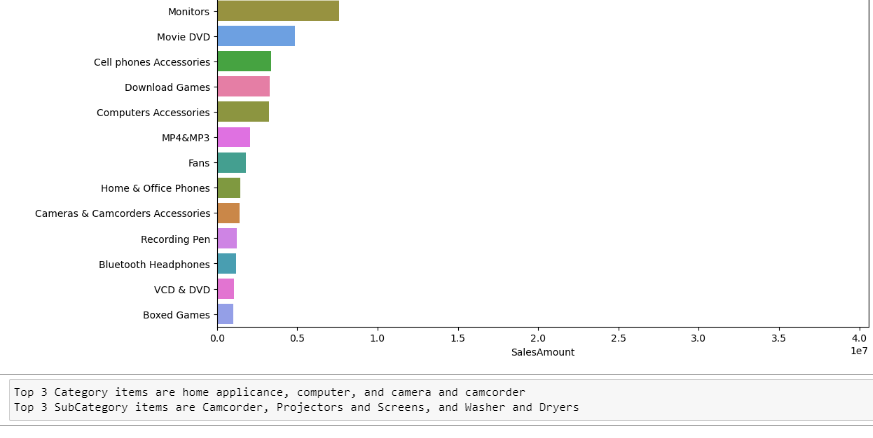 Monitors
Movie DVD
Cell phones Accessories
Download Games
Computers Accessories
MP4&MP3
Fans
Home & Office Phones
Cameras & Camcorders Accessories
Recording Pen
Bluetooth Headphones
VCD & DVD
Boxed Games
0.0 0.5 1.0 1.5 2.0 2.5 3.0 3.5 4.0
1e7
SalesAmount
Top 3 Category items are home applicance, computer, and camera and camcorder
Top 3 SubCategory items are Camcorder, Projectors and Screens, and Washer and Dryers